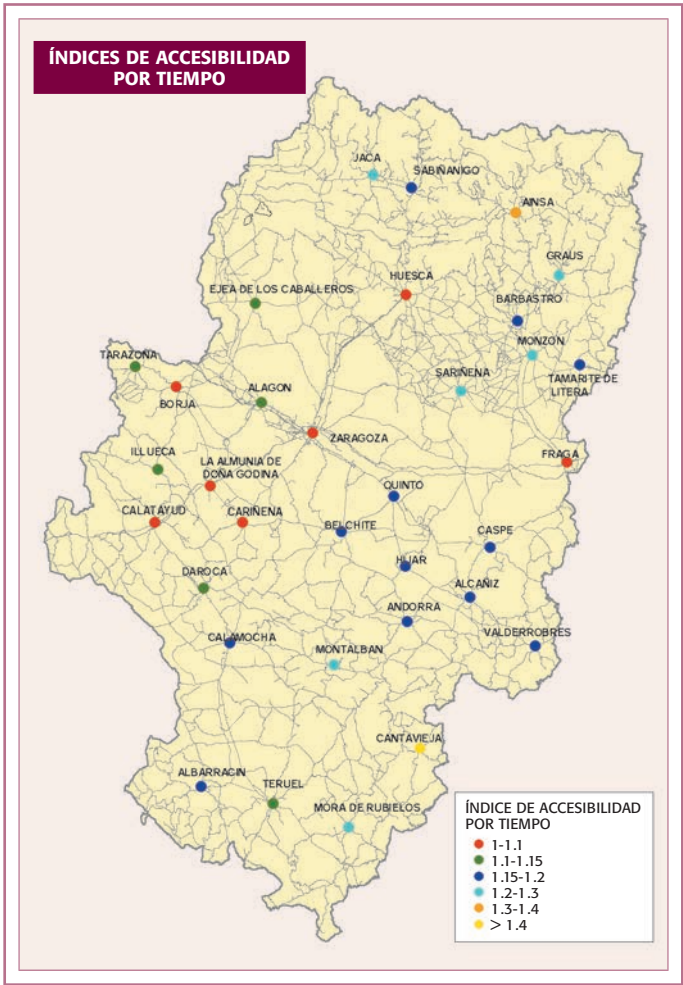 ÍNDICES DE ACCESIBILIDAD
POR TIEMPO
JACA
SABIÑANIGO
AINSA
GRAUS
HUESCA
EJEA DE LOS CABALLEROS
BARBASTRO
MONZON
TARAZONA
SARIÑENA
TAMARITE DE
LITERA
ALAGON
BORJA
ZARAGOZA
ILLUECA
LA ALMUNIA DE
DOÑA GODINA
FRAGA
QUINTO
CALATAYUD
CARIÑENA
BELCHITE
CASPE
HIJAR
DAROCA
ALCAÑIZ
ANDORRA
CALAMOCHA
VALDERROBRES
MONTALBAN
CANTAVIEJA
ALBARRACIN
TERUEL
MORA DE RUBIELOS
ÍNDICE DE ACCESIBILIDAD
POR TIEMPO
1-1.1
1.1-1.15
1.15-1.2
1.2-1.3
1.3-1.4
> 1.4